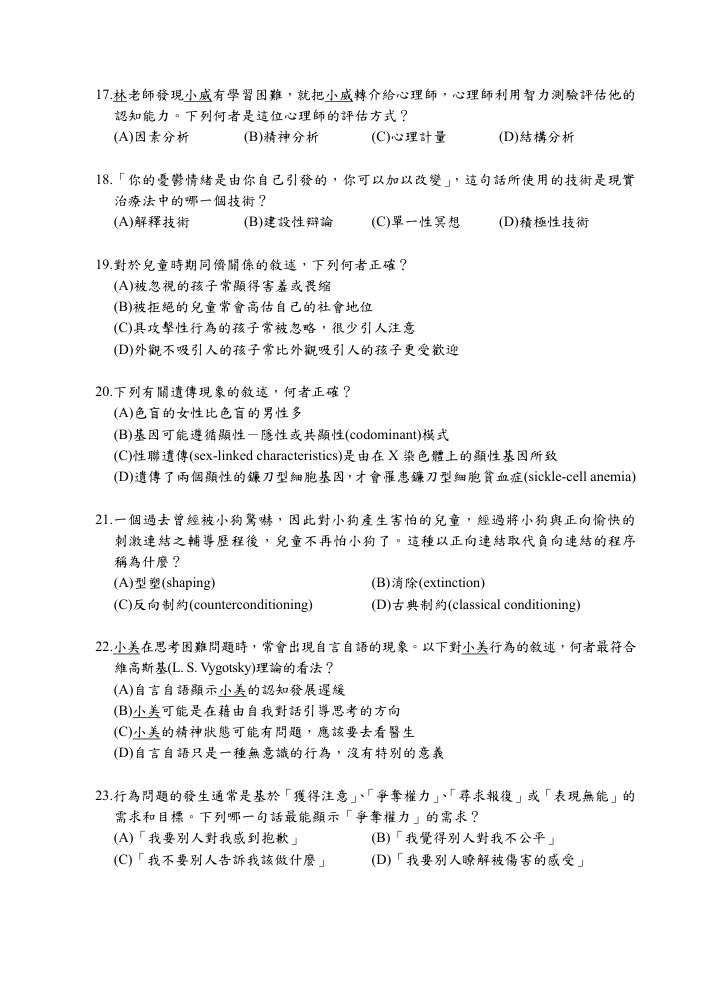 17.林老師發現小威有學習困難，就把小威轉介給心理師，心理師利用智力測驗評估他的
認知能力。下列何者是這位心理師的評估方式？
(A)因素分析 (B)精神分析 (C)心理計量 (D)結構分析
18.「你的憂鬱情緒是由你自己引發的，你可以加以改變」，這句話所使用的技術是現實
治療法中的哪一個技術？
(A)解釋技術 (B)建設性辯論 (C)單一性冥想 (D)積極性技術
19.對於兒童時期同儕關係的敘述，下列何者正確？
(A)被忽視的孩子常顯得害羞或畏縮
(B)被拒絕的兒童常會高估自己的社會地位
(C)具攻擊性行為的孩子常被忽略，很少引人注意
(D)外觀不吸引人的孩子常比外觀吸引人的孩子更受歡迎
20.下列有關遺傳現象的敘述，何者正確？
(A)色盲的女性比色盲的男性多
(B)基因可能遵循顯性－隱性或共顯性(codominant)模式
(C)性聯遺傳(sex-linked characteristics)是由在 X 染色體上的顯性基因所致
(D)遺傳了兩個顯性的鐮刀型細胞基因，才會罹患鐮刀型細胞貧血症(sickle-cell anemia)
21.一個過去曾經被小狗驚嚇，因此對小狗產生害怕的兒童，經過將小狗與正向愉快的
刺激連結之輔導歷程後，兒童不再怕小狗了。這種以正向連結取代負向連結的程序
稱為什麼？
(A)型塑(shaping) (B)消除(extinction)
(C)反向制約(counterconditioning) (D)古典制約(classical conditioning)
22.小美在思考困難問題時，常會出現自言自語的現象。以下對小美行為的敘述，何者最符合
維高斯基(L. S. Vygotsky)理論的看法？
(A)自言自語顯示小美的認知發展遲緩
(B)小美可能是在藉由自我對話引導思考的方向
(C)小美的精神狀態可能有問題，應該要去看醫生
(D)自言自語只是一種無意識的行為，沒有特別的意義
23.行為問題的發生通常是基於「獲得注意」、「爭奪權力」、「尋求報復」或「表現無能」的
需求和目標。下列哪一句話最能顯示「爭奪權力」的需求？
(A)「我要別人對我感到抱歉」 (B)「我覺得別人對我不公平」
(C)「我不要別人告訴我該做什麼」 (D)「我要別人瞭解被傷害的感受」